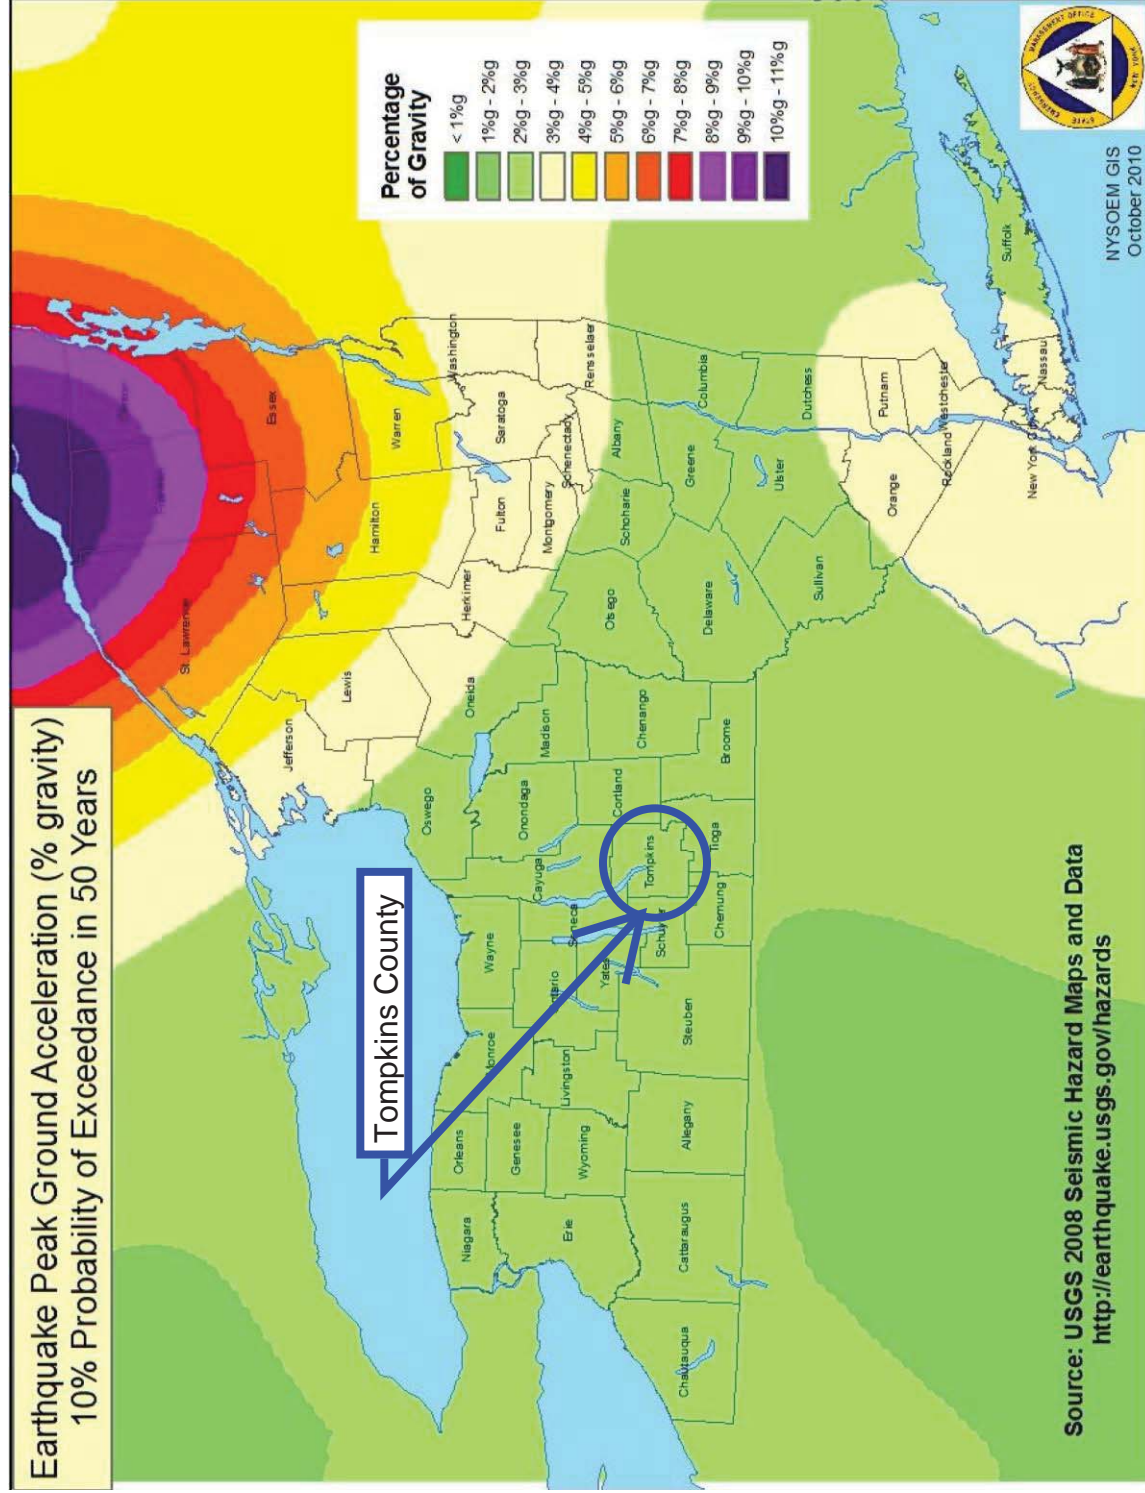 Earthquake Peak Ground Acceleration (% gravity)
10% Probability of Exceedance in 50 Years
Percentage
of Gravity
< 1%g
1%g - 2%g
2%g - 3%g
3%g - 4%g
4%g - 5%g
5%g - 6%g
6%g - 7%g
7%g - 8%g
8%g - 9%g
9%g - 10%g
10%g - 11%g
Tompkins County
St. Lawrence
Essex
Jefferson
Lewis
Hamilton
Warren
Washington
Herkimer
Oneida
Oswego
Fulton
Saratoga
Montgomery
Schenectady
Rensselaer
Niagara
Orleans
Monroe
Wayne
Genesee
Onondaga
Madison
Cayuga
Seneca
Ontario
Yates
Livingston
Wyoming
Erie
Otsego
Schoharie
Albany
Chenango
Cortland
Tompkins
Schuyler
Greene
Columbia
Delaware
Chautauqua
Cattaraugus
Allegany
Steuben
Chemung
Tioga
Broome
Ulster
Dutchess
Sullivan
Orange
Putnam
Rockland
Westchester
New York City
Nassau
Suffolk
STATE EMERGENCY MANAGEMENT OFFICE
NEW YORK
NYSOEM GIS
October 2010
Source: USGS 2008 Seismic Hazard Maps and Data
http://earthquake.usgs.gov/hazards